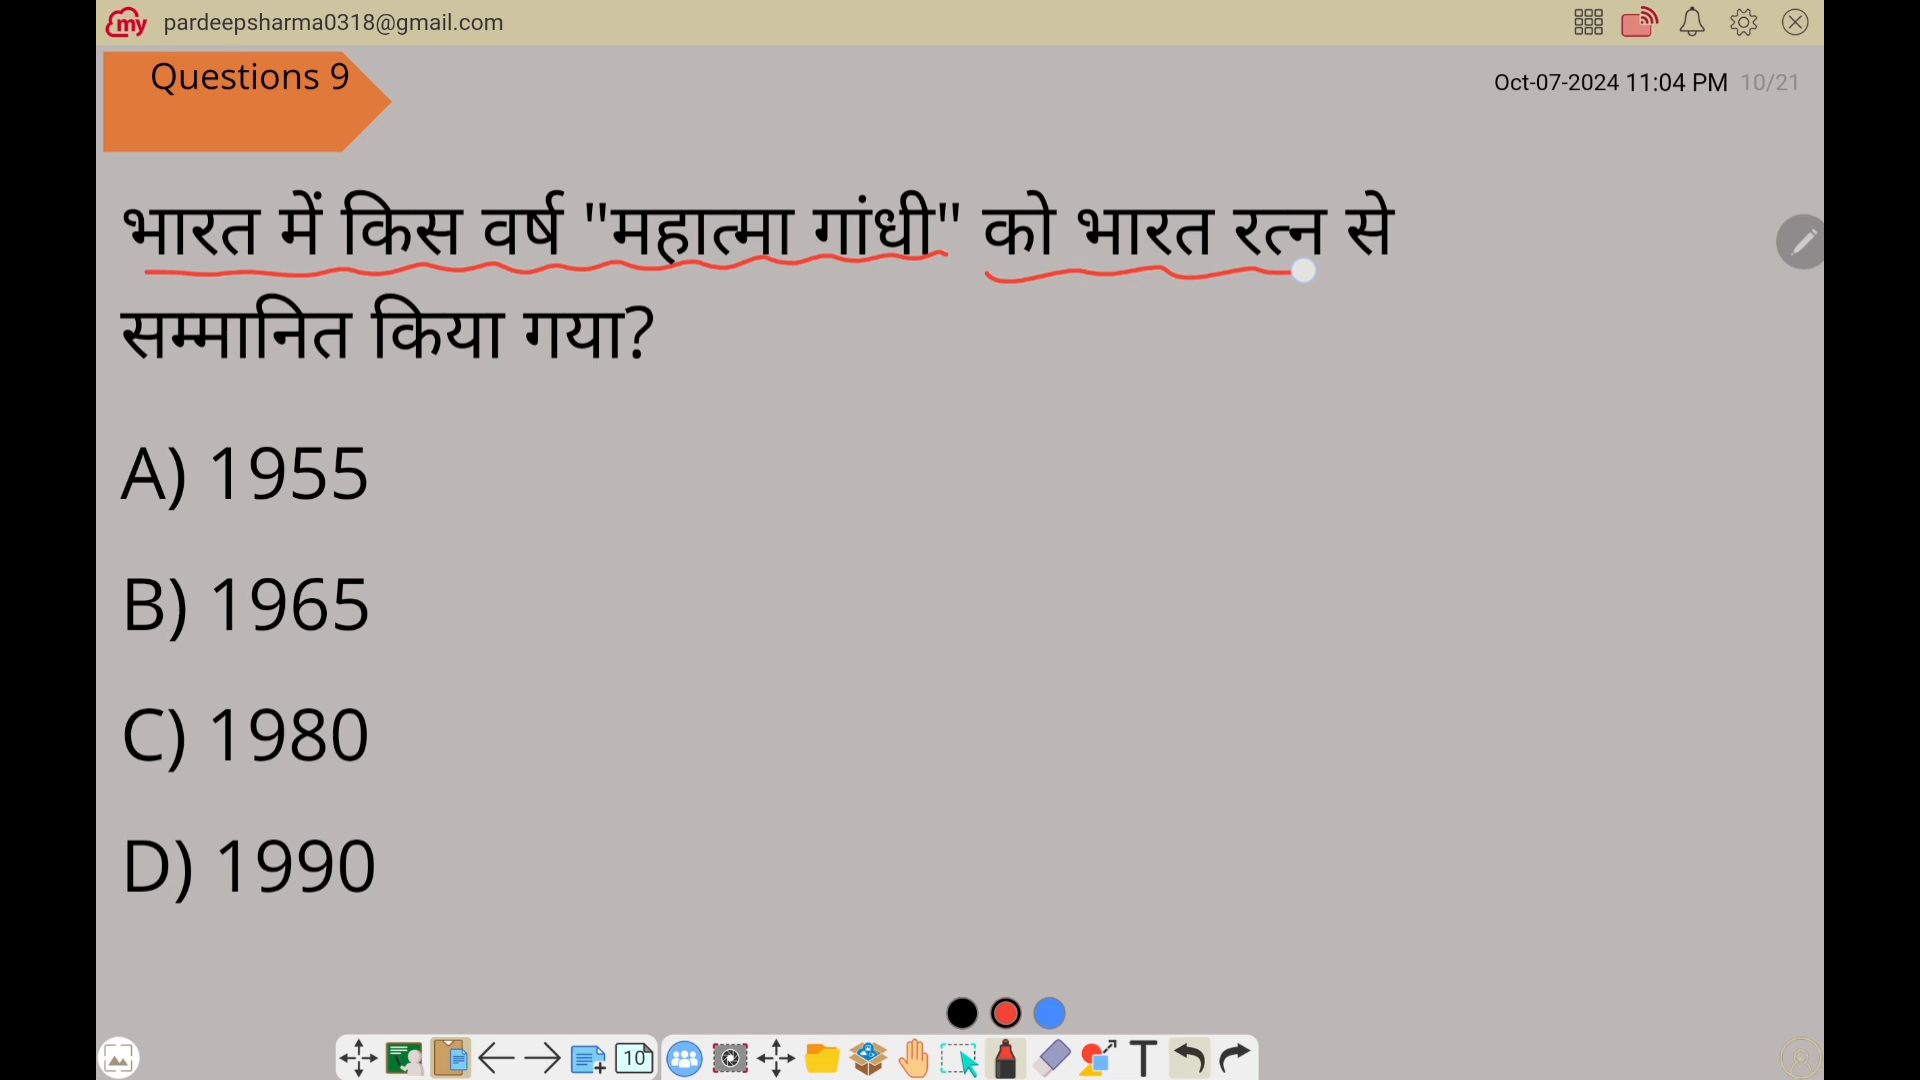 my pardeepsharma0318@gmail.com
Questions 9
Oct-07-2024 11:04 PM 10/21
भारत में किस वर्ष "महात्मा गांधी" को भारत रत्न से
सम्मानित किया गया?
A) 1955
B) 1965
C) 1980
D) 1990
10 T